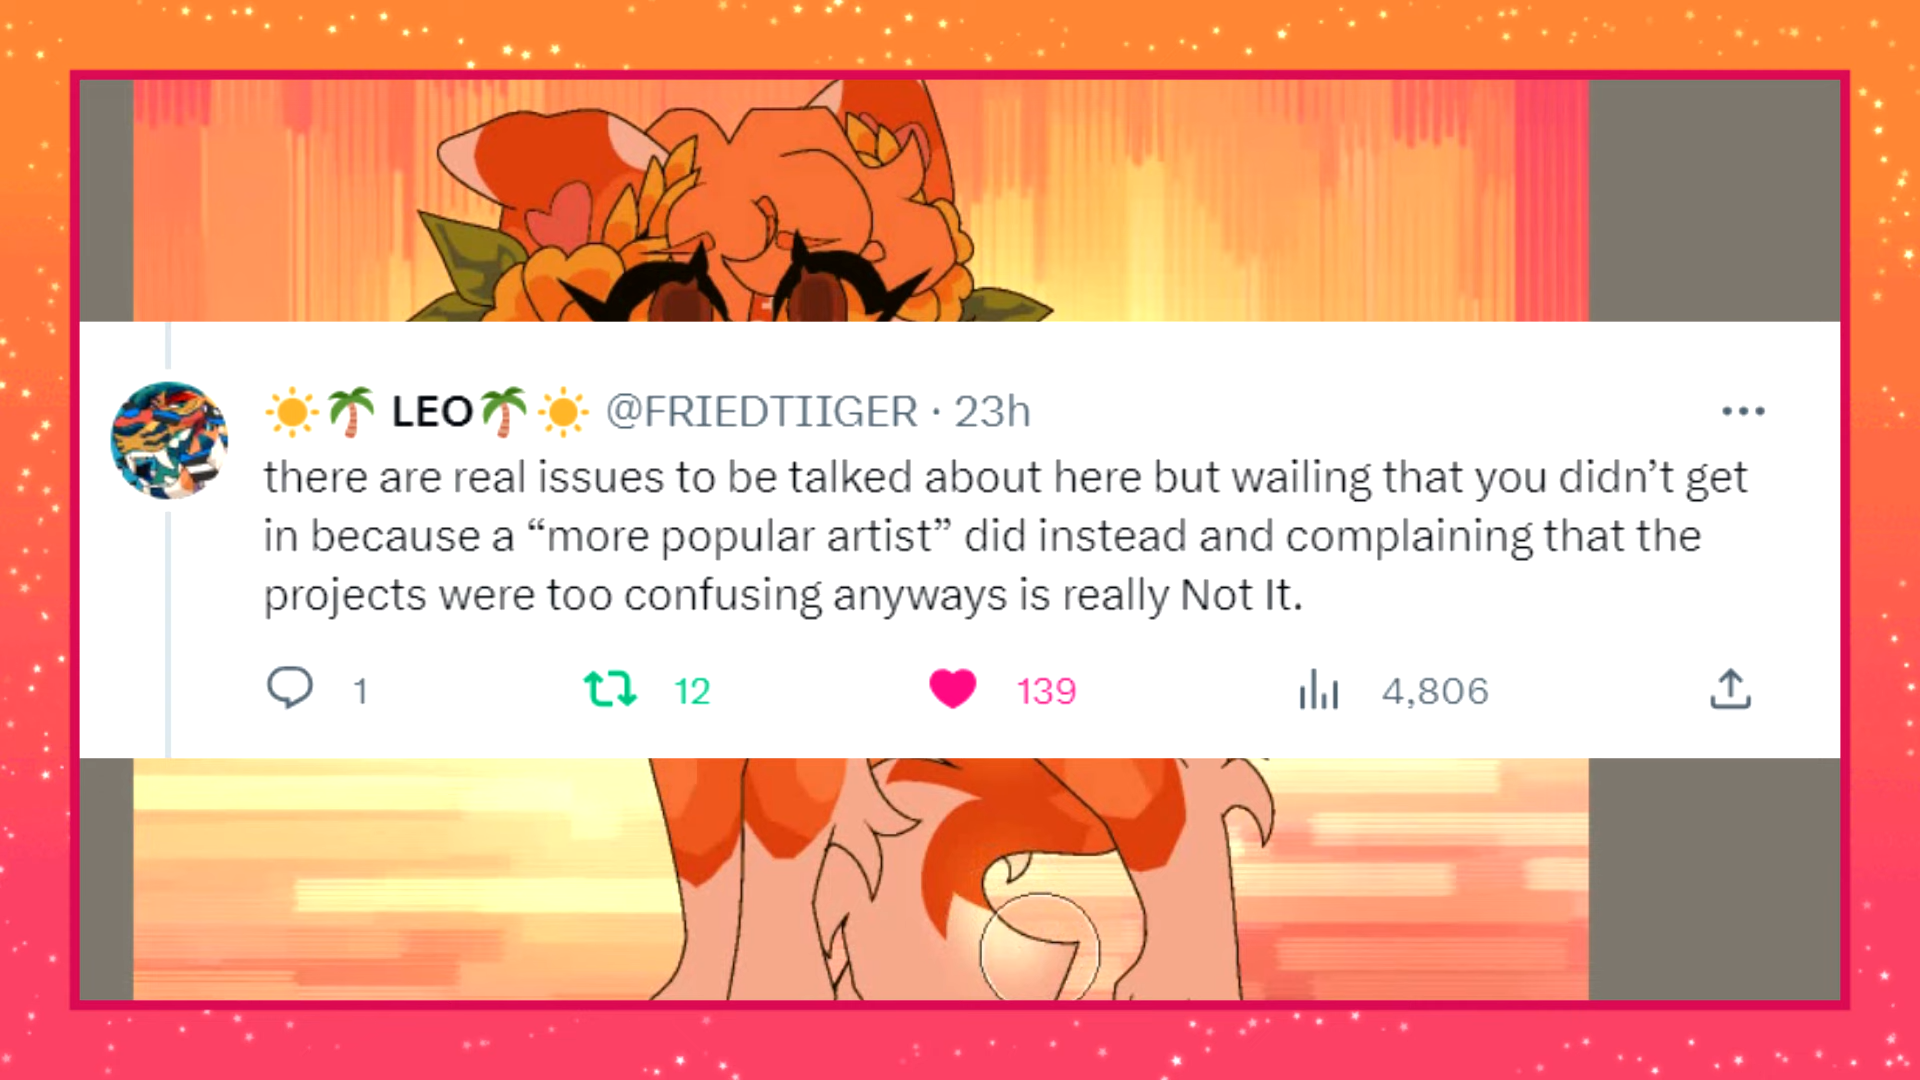 ☀️🌴 LEO🌴☀️ @FRIEDTIIGER · 23h
there are real issues to be talked about here but wailing that you didn’t get
in because a “more popular artist” did instead and complaining that the
projects were too confusing anyways is really Not It.
1 12 139 4,806